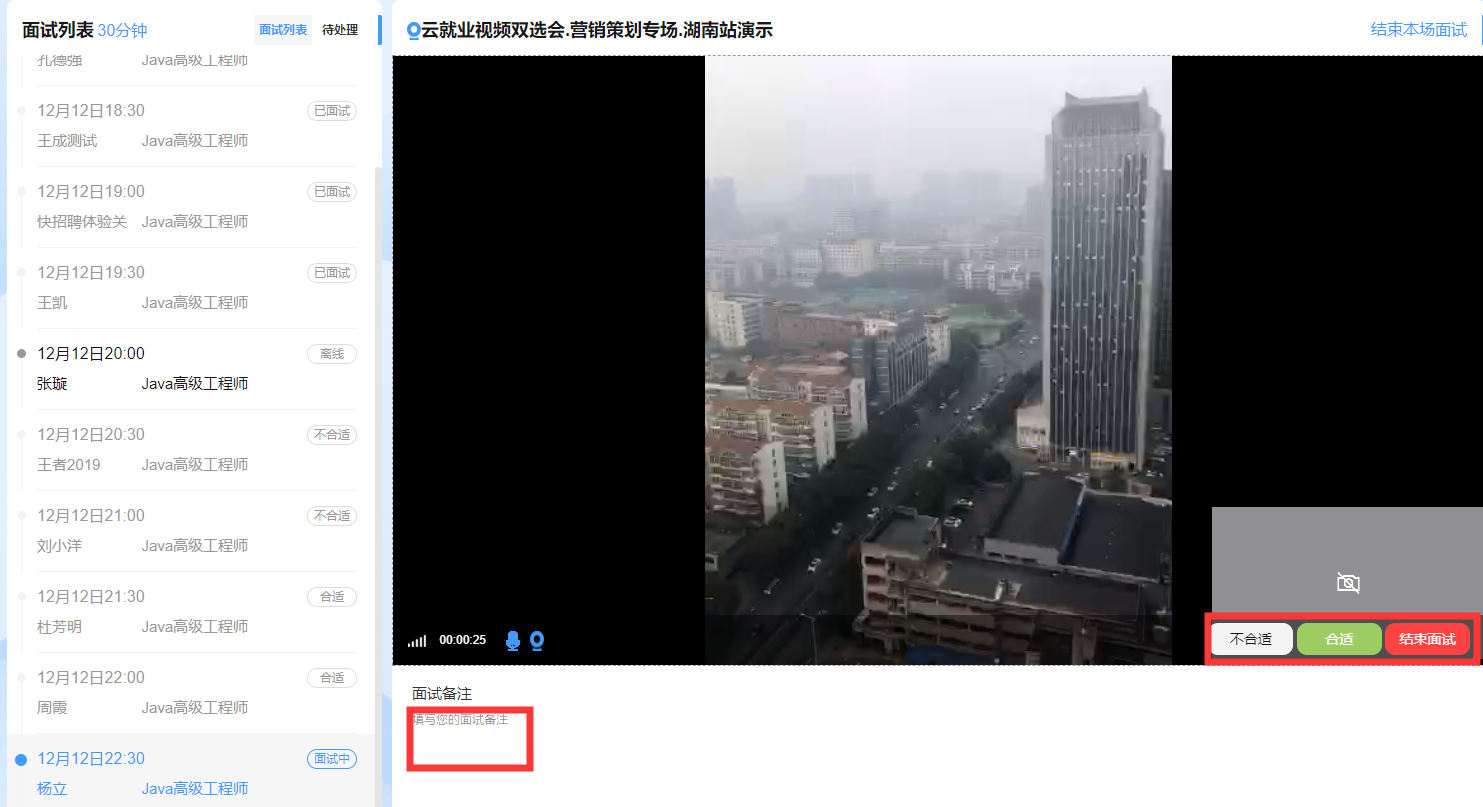 面试列表 30分钟 面试列表 待处理
孔德强 Java高级工程师
12月12日18:30 已面试
王成测试 Java高级工程师
12月12日19:00 已面试
快招聘体验关 Java高级工程师
12月12日19:30 已面试
王凯 Java高级工程师
12月12日20:00 离线
张璇 Java高级工程师
12月12日20:30 不合适
王者2019 Java高级工程师
12月12日21:00 不合适
刘小洋 Java高级工程师
12月12日21:30 合适
杜芳明 Java高级工程师
12月12日22:00 合适
周霞 Java高级工程师
12月12日22:30 面试中
杨立 Java高级工程师
云就业视频双选会.营销策划专场.湖南站演示 结束本场面试
00:00:25
不合适 合适 结束面试
面试备注
填写您的面试备注